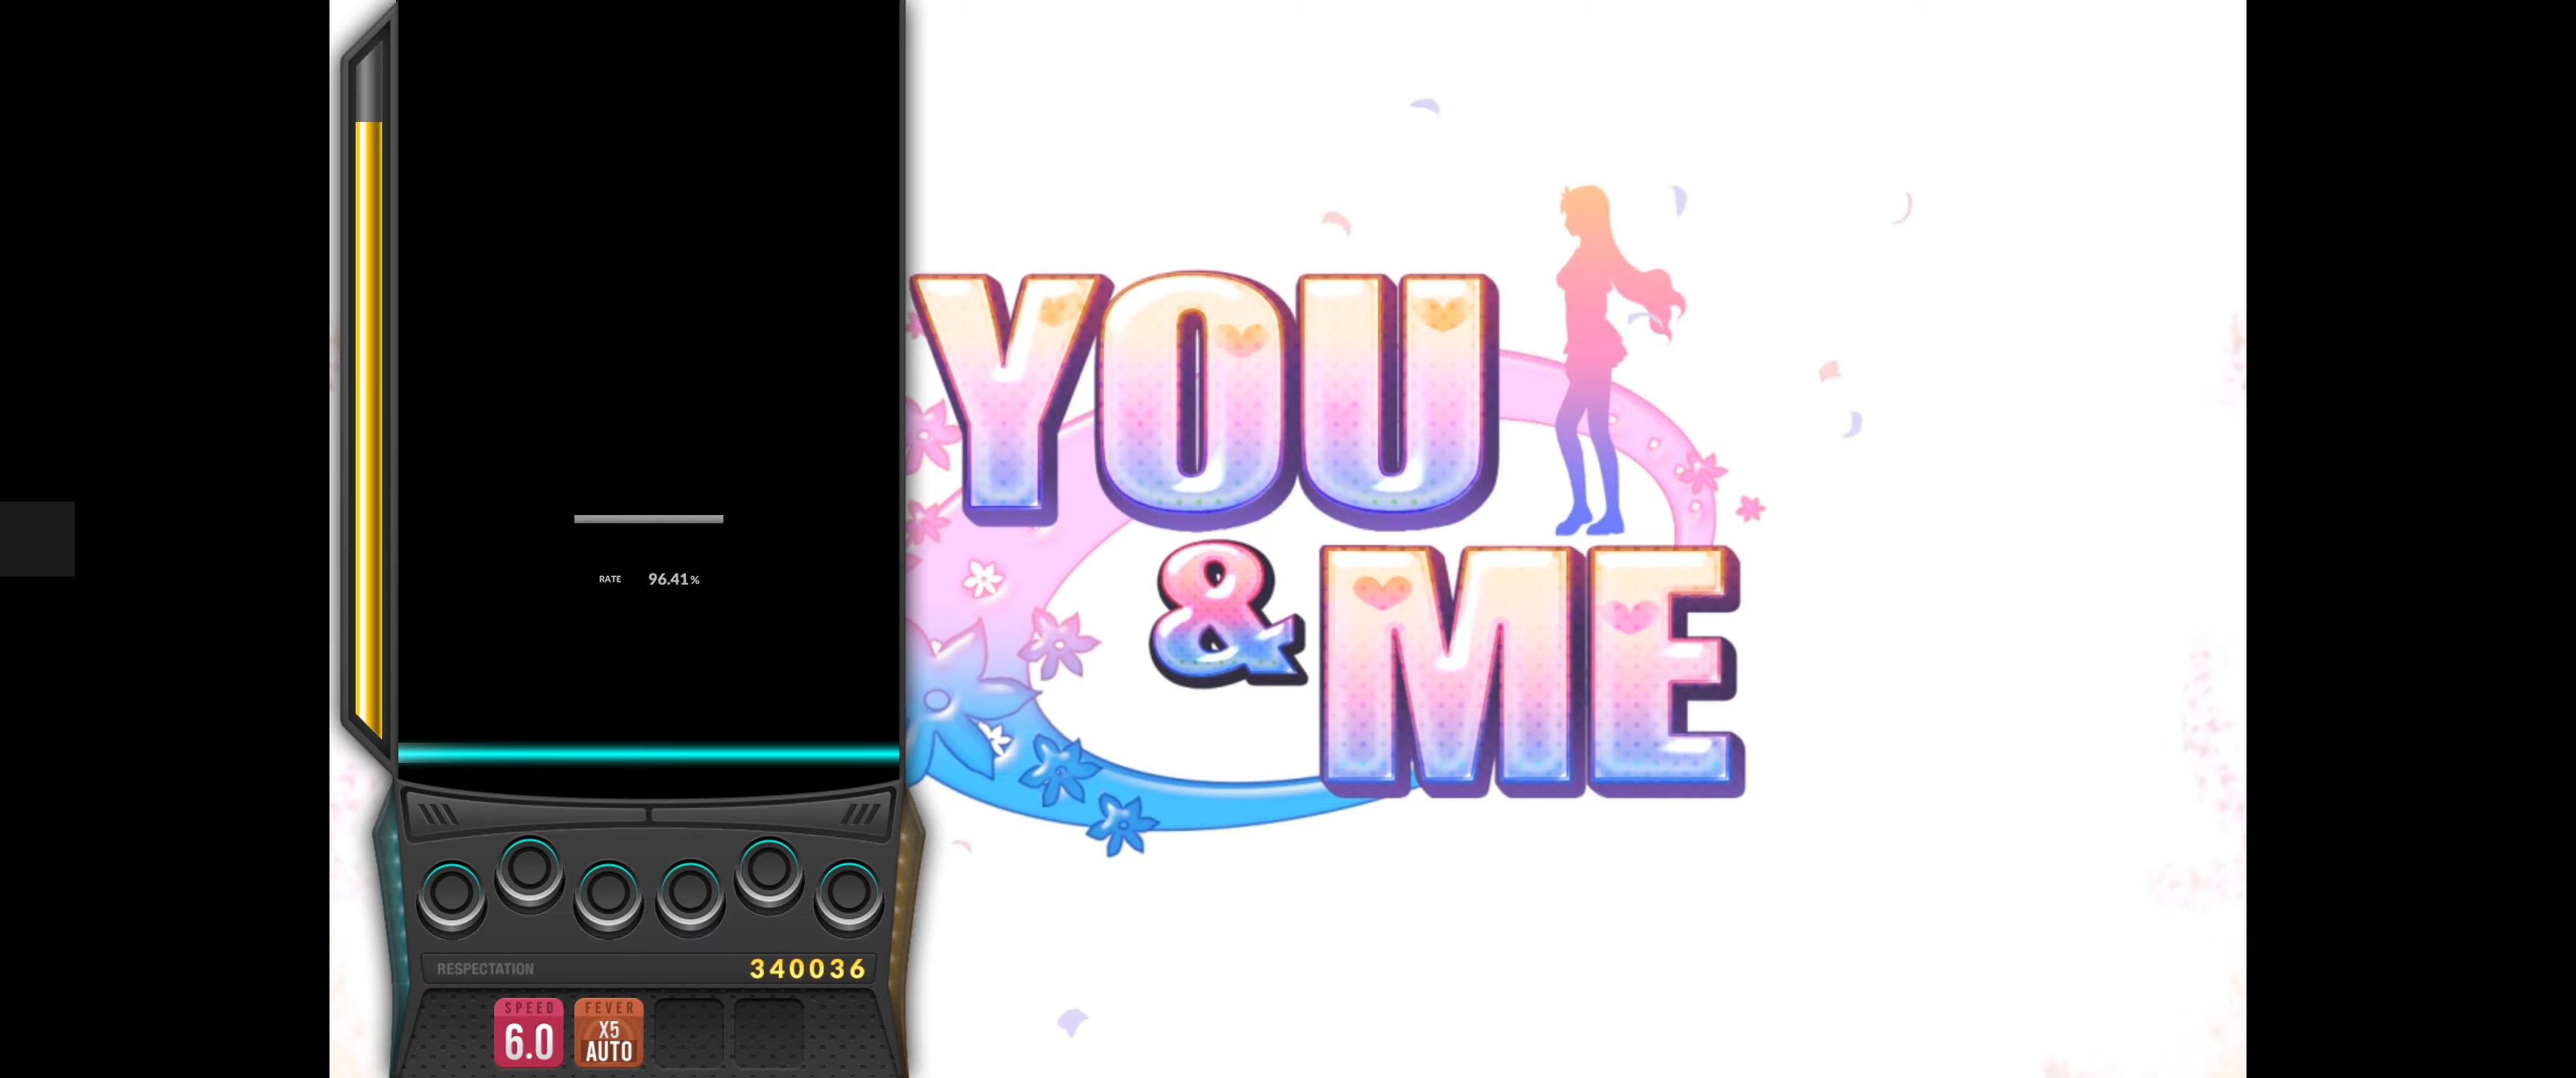 YOU
& ME
RATE 96.41%
RESPECTATION 340036
SPEED 6.0
FEVER X5 AUTO